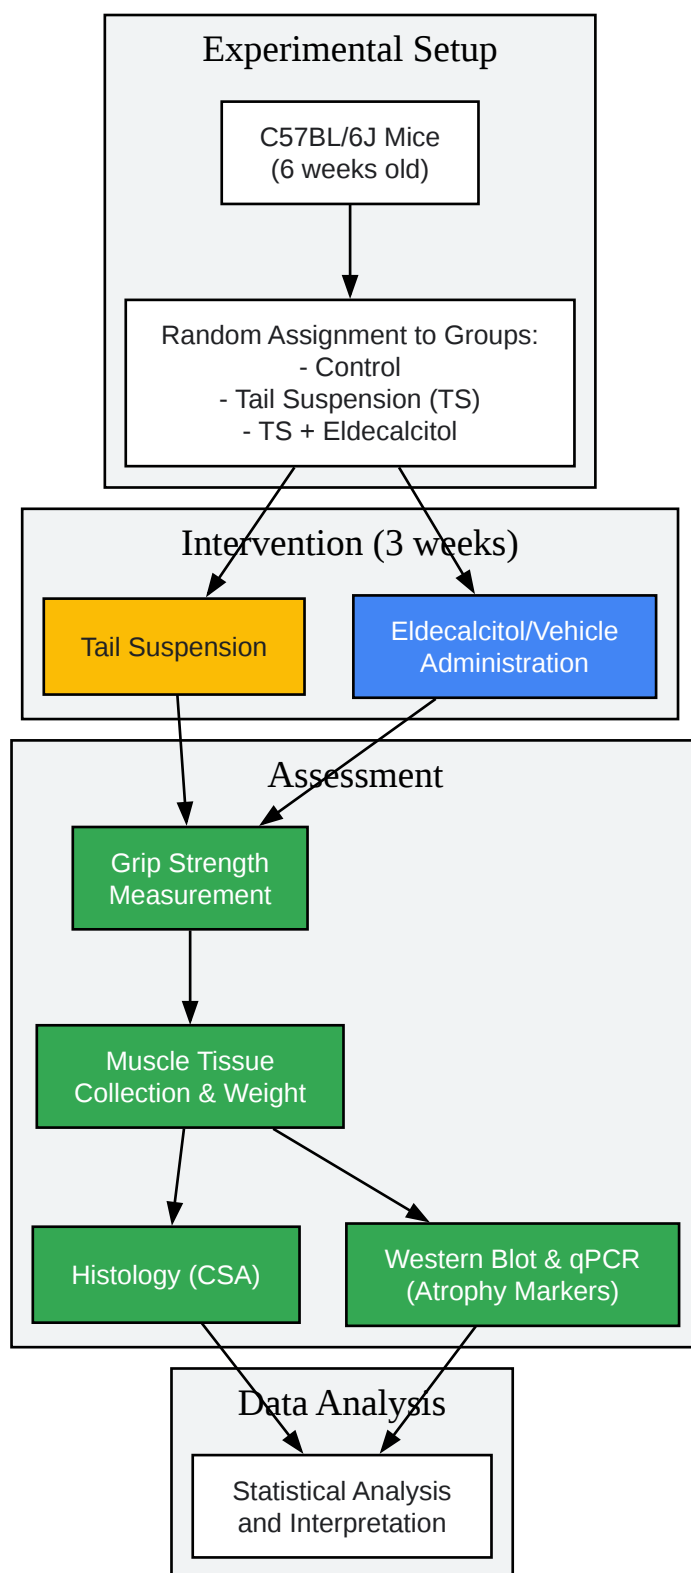 Experimental Setup
C57BL/6J Mice
(6 weeks old)
Random Assignment to Groups:
- Control
- Tail Suspension (TS)
- TS + Eldecalcitol
Intervention (3 weeks)
Tail Suspension
Eldecalcitol/Vehicle
Administration
Assessment
Grip Strength
Measurement
Muscle Tissue
Collection & Weight
Histology (CSA)
Western Blot & qPCR
(Atrophy Markers)
Data Analysis
Statistical Analysis
and Interpretation